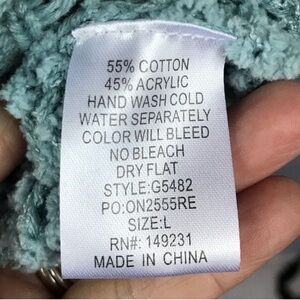 55% COTTON
45% ACRYLIC
HAND WASH COLD
WATER SEPARATELY
COLOR WILL BLEED
NO BLEACH
DRY FLAT
STYLE:G5482
PO:ON2555RE
SIZE:L
RN#: 149231
MADE IN CHINA